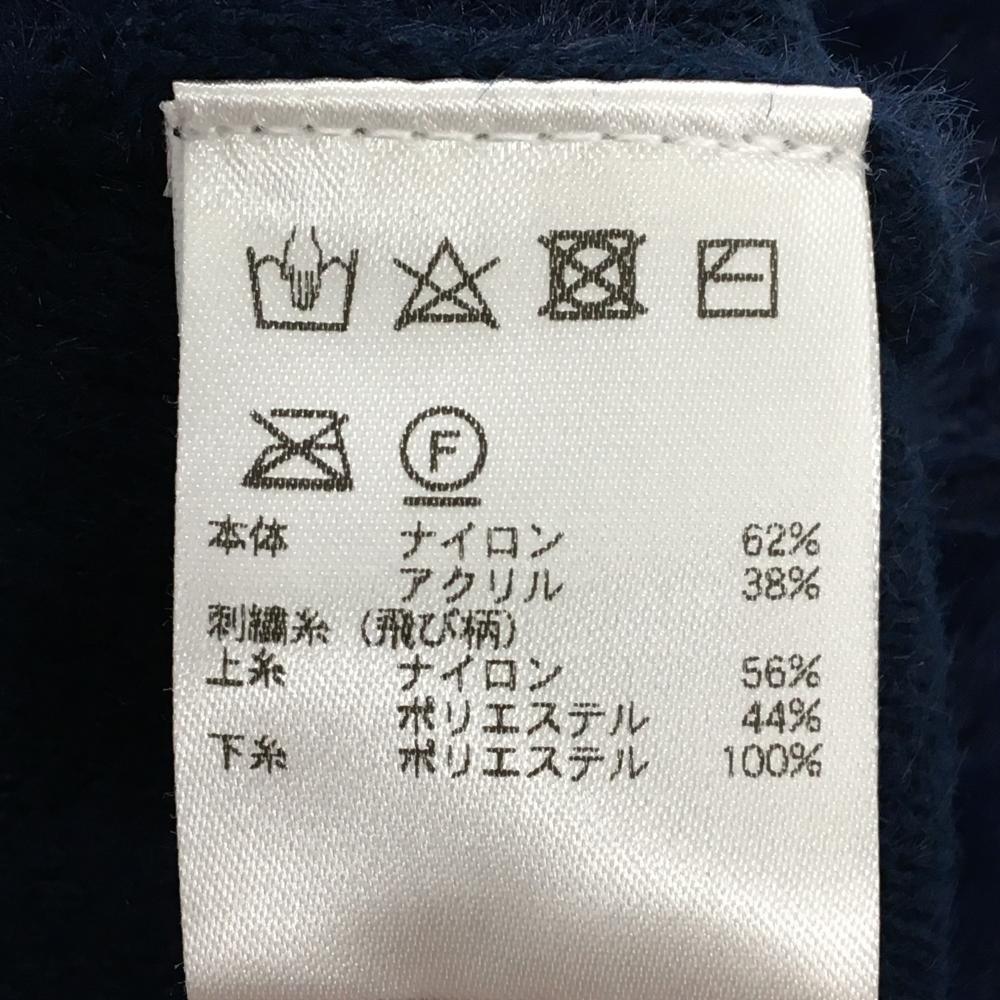 F
本体 ナイロン 62%
アクリル 38%
刺繍糸 (飛び柄)
上糸 ナイロン 56%
ポリエステル 44%
下糸 ポリエステル 100%